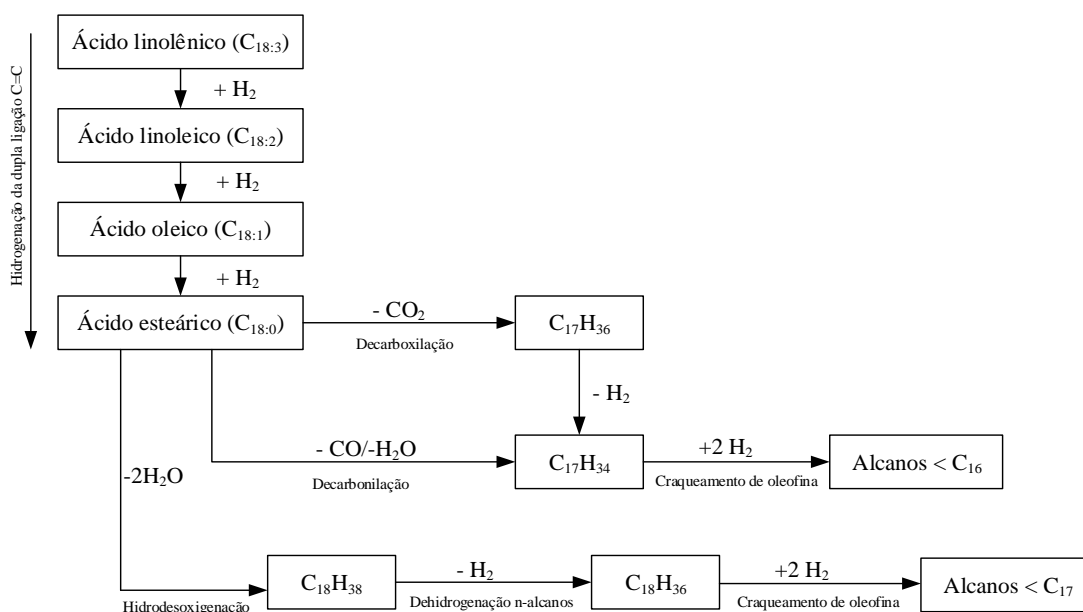 Hidrogenação da dupla ligação C=C
Ácido linolênico (C18:3)
+ H2
Ácido linoleico (C18:2)
+ H2
Ácido oleico (C18:1)
+ H2
Ácido esteárico (C18:0)
- CO2
Decarboxilação
C17H36
- H2
- CO/-H2O
Decarbonilação
C17H34
+2 H2
Craqueamento de oleofina
Alcanos < C16
-2H2O
Hidrodesoxigenação
C18H38
- H2
Dehidrogenação n-alcanos
C18H36
+2 H2
Craqueamento de oleofina
Alcanos < C17